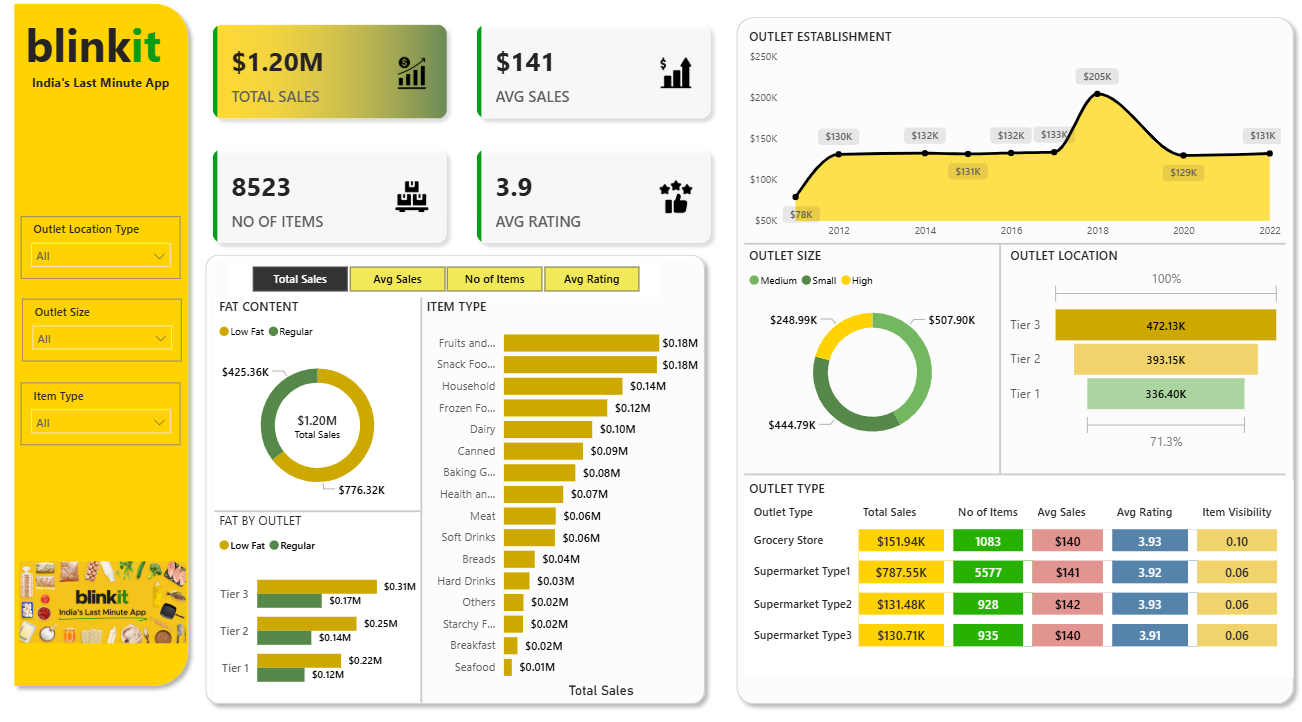 blinkit
India's Last Minute App
Outlet Location Type
All
Outlet Size
All
Item Type
All
blinkit
India's Last Minute App
$1.20M
TOTAL SALES
$141
AVG SALES
8523
NO OF ITEMS
3.9
AVG RATING
Total Sales Avg Sales No of Items Avg Rating
FAT CONTENT
Low Fat Regular
$425.36K
$1.20M
Total Sales
$776.32K
FAT BY OUTLET
Low Fat Regular
Tier 3 $0.31M
$0.17M
Tier 2 $0.25M
$0.14M
Tier 1 $0.22M
$0.12M
ITEM TYPE
Fruits and... $0.18M
Snack Foo... $0.18M
Household $0.14M
Frozen Fo... $0.12M
Dairy $0.10M
Canned $0.09M
Baking G... $0.08M
Health an... $0.07M
Meat $0.06M
Soft Drinks $0.06M
Breads $0.04M
Hard Drinks $0.03M
Others $0.02M
Starchy F... $0.02M
Breakfast $0.02M
Seafood $0.01M
Total Sales
OUTLET ESTABLISHMENT
$250K
$200K
$150K
$100K
$50K
$78K
$130K
$132K
$131K
$132K
$133K
$205K
$129K
$131K
2012 2014 2016 2018 2020 2022
OUTLET SIZE
Medium Small High
$248.99K
$507.90K
$444.79K
OUTLET LOCATION
100%
Tier 3 472.13K
Tier 2 393.15K
Tier 1 336.40K
71.3%
OUTLET TYPE
Outlet Type Total Sales No of Items Avg Sales Avg Rating Item Visibility
Grocery Store $151.94K 1083 $140 3.93 0.10
Supermarket Type1 $787.55K 5577 $141 3.92 0.06
Supermarket Type2 $131.48K 928 $142 3.93 0.06
Supermarket Type3 $130.71K 935 $140 3.91 0.06